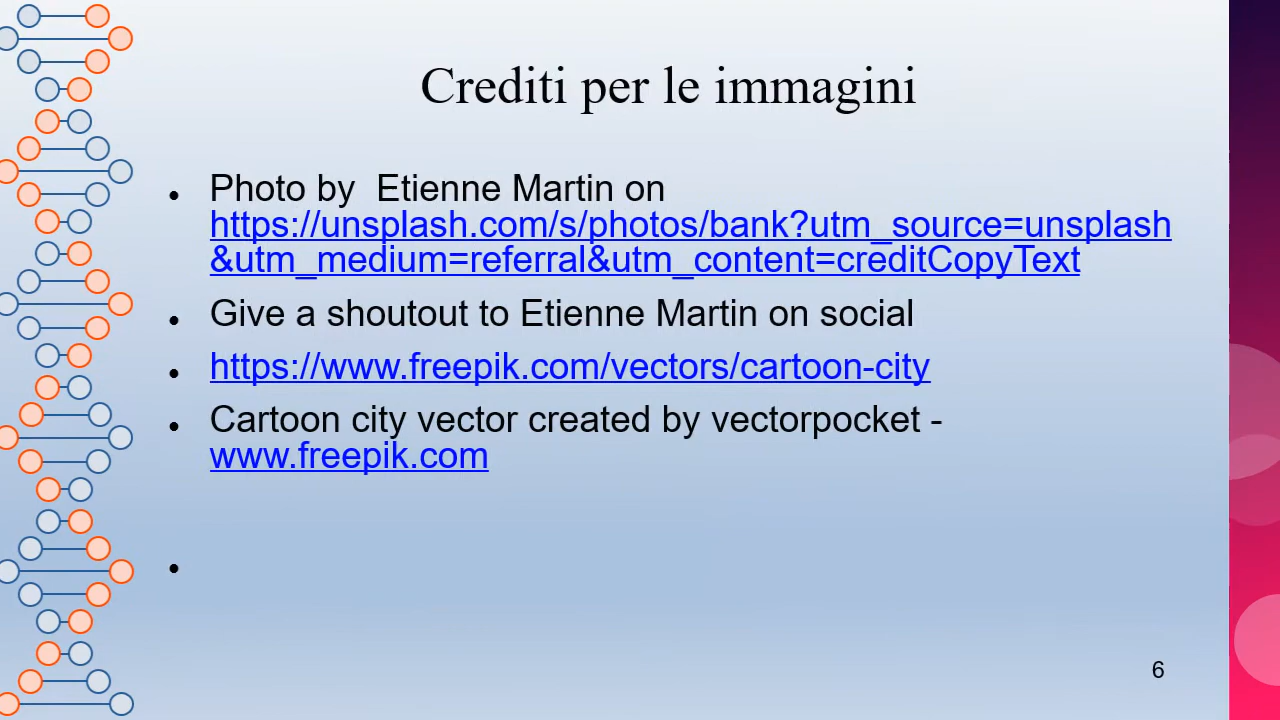 Crediti per le immagini
• Photo by  Etienne Martin on
https://unsplash.com/s/photos/bank?utm_source=unsplash
&utm_medium=referral&utm_content=creditCopyText
• Give a shoutout to Etienne Martin on social
• https://www.freepik.com/vectors/cartoon-city
• Cartoon city vector created by vectorpocket -
www.freepik.com
•
6